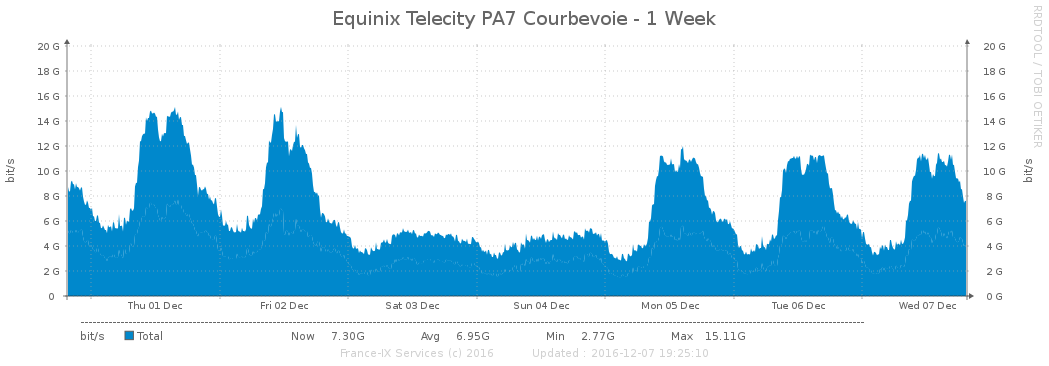 Equinix Telecity PA7 Courbevoie - 1 Week
RRDTOOL / TOBI OETIKER
bit/s
20 G 20 G
18 G 18 G
16 G 16 G
14 G 14 G
12 G 12 G
10 G 10 G
8 G 8 G
6 G 6 G
4 G 4 G
2 G 2 G
0 0 G
bit/s
Thu 01 Dec Fri 02 Dec Sat 03 Dec Sun 04 Dec Mon 05 Dec Tue 06 Dec Wed 07 Dec
bit/s Total Now 7.30G Avg 6.95G Min 2.77G Max 15.11G
France-IX Services (c) 2016 Updated : 2016-12-07 19:25:10